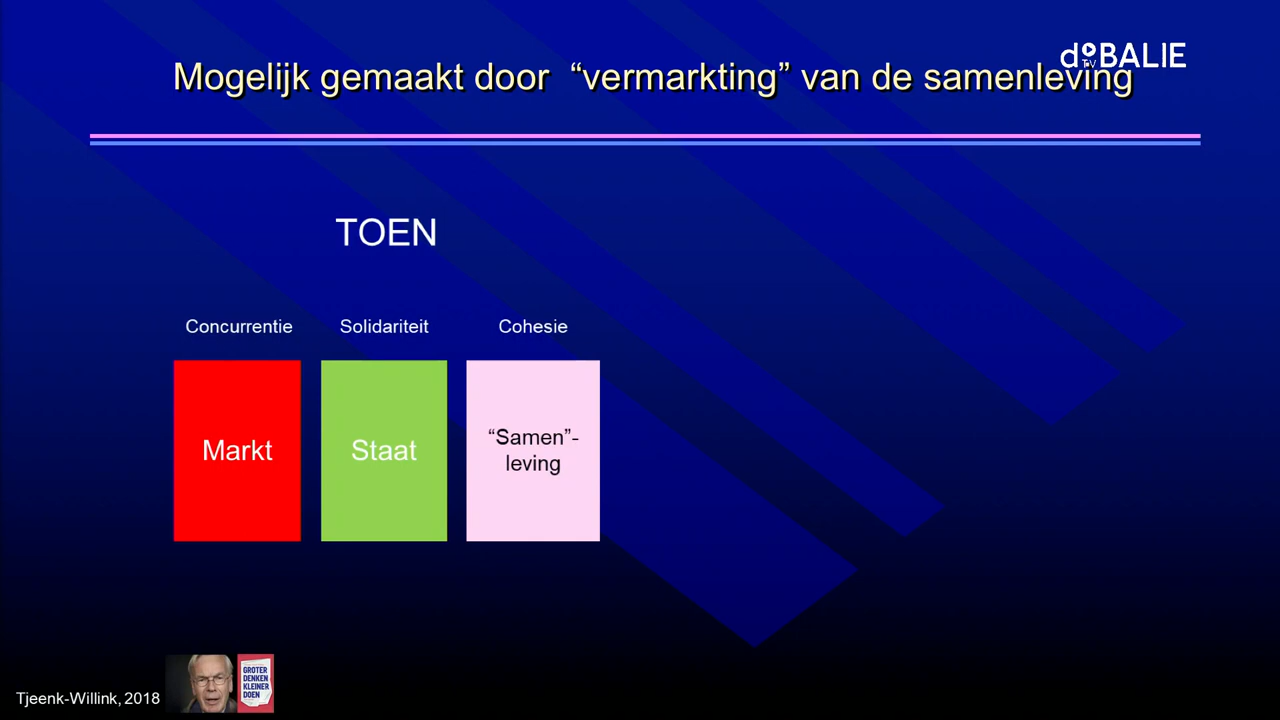 de BALIE
TV
Mogelijk gemaakt door “vermarkting” van de samenleving
TOEN
Concurrentie Solidariteit Cohesie
Markt
Staat
“Samen”-
leving
Tjeenk-Willink, 2018
GROTER
DENKEN
KLEINER
DOEN